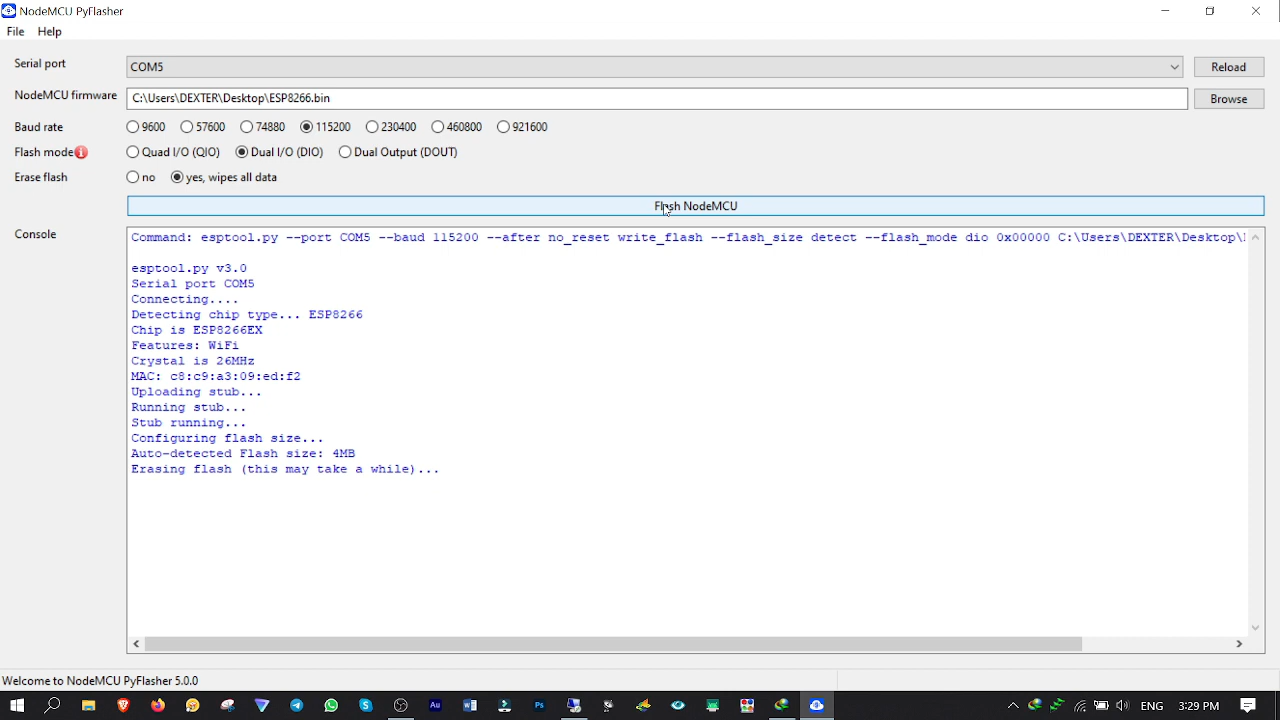 NodeMCU PyFlasher
File Help
Serial port COM5 Reload
NodeMCU firmware C:\Users\DEXTER\Desktop\ESP8266.bin Browse
Baud rate 9600 57600 74880 115200 230400 460800 921600
Flash mode Quad I/O (QIO) Dual I/O (DIO) Dual Output (DOUT)
Erase flash no yes, wipes all data
Flash NodeMCU
Console
Command: esptool.py --port COM5 --baud 115200 --after no_reset write_flash --flash_size detect --flash_mode dio 0x00000 C:\Users\DEXTER\Desktop\
esptool.py v3.0
Serial port COM5
Connecting....
Detecting chip type... ESP8266
Chip is ESP8266EX
Features: WiFi
Crystal is 26MHz
MAC: c8:c9:a3:09:ed:f2
Uploading stub...
Running stub...
Stub running...
Configuring flash size...
Auto-detected Flash size: 4MB
Erasing flash (this may take a while)...
Welcome to NodeMCU PyFlasher 5.0.0
Au Ps ENG 3:29 PM